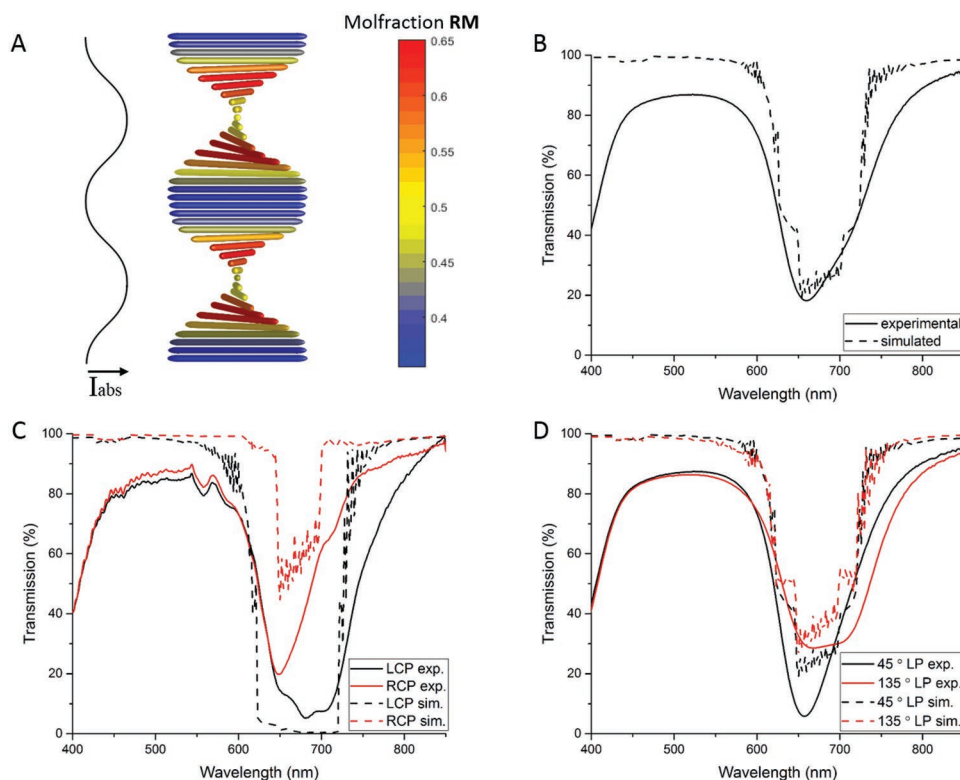 A
Iabs
Molfraction RM
0.65
0.6
0.55
0.5
0.45
0.4
B
Transmission (%)
100
80
60
40
20
0
experimental
simulated
400 500 600 700 800
Wavelength (nm)
C
Transmission (%)
100
80
60
40
20
0
LCP exp.
RCP exp.
LCP sim.
RCP sim.
400 500 600 700 800
Wavelength (nm)
D
Transmission (%)
100
80
60
40
20
0
45 ° LP exp.
135 ° LP exp.
45 ° LP sim.
135 ° LP sim.
400 500 600 700 800
Wavelength (nm)